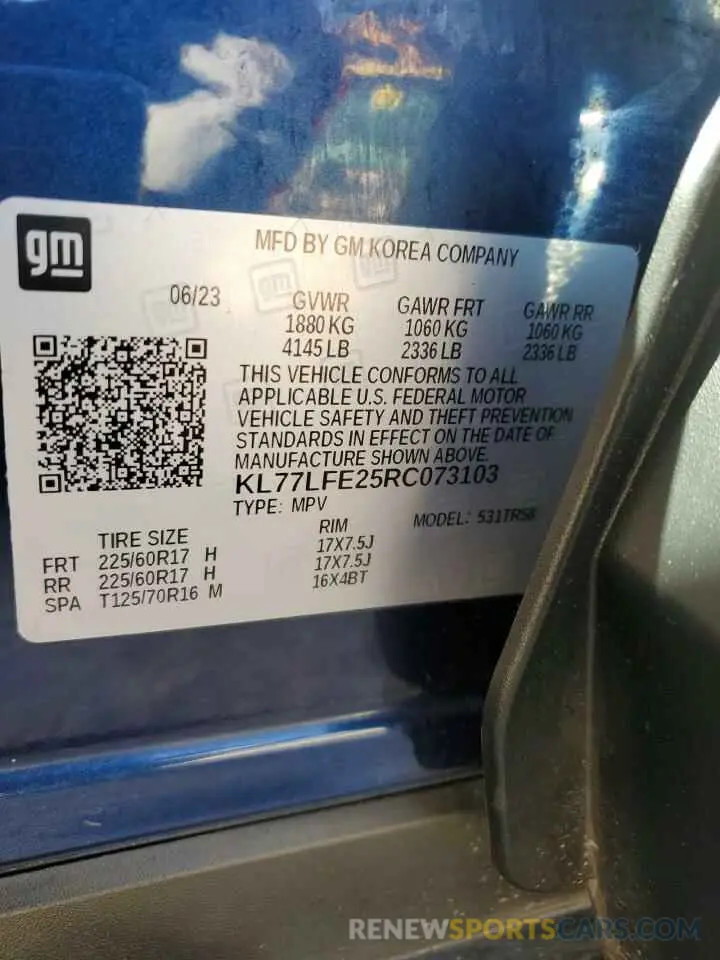 gm
MFD BY GM KOREA COMPANY
06/23
GVWR GAWR FRT GAWR RR
1880 KG 1060 KG 1060 KG
4145 LB 2336 LB 2336 LB
THIS VEHICLE CONFORMS TO ALL
APPLICABLE U.S. FEDERAL MOTOR
VEHICLE SAFETY AND THEFT PREVENTION
STANDARDS IN EFFECT ON THE DATE OF
MANUFACTURE SHOWN ABOVE.
KL77LFE25RC073103
TYPE: MPV MODEL:
TIRE SIZE RIM
FRT 225/60R17 H 17X7.5J
RR 225/60R17 H 17X7.5J
SPA T125/70R16 M 16X4BT
RENEWSPORTSCARS.COM